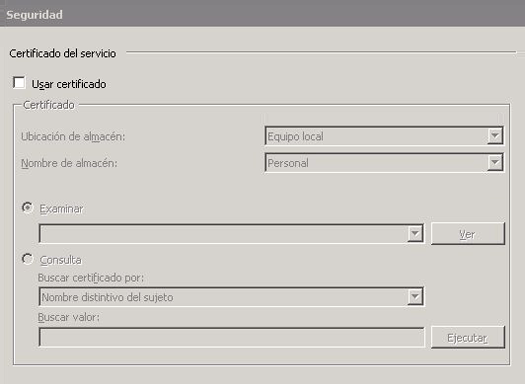 Seguridad
Certificado del servicio
Usar certificado
Certificado
Ubicación de almacén:
Equipo local
Nombre de almacén:
Personal
Examinar
Ver
Consulta
Buscar certificado por:
Nombre distintivo del sujeto
Buscar valor:
Ejecutar